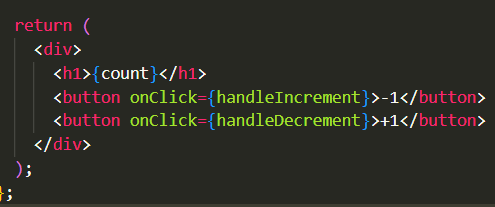 return (
<div>
<h1>{count}</h1>
<button onClick={handleIncrement}>-1</button>
<button onClick={handleDecrement}>+1</button>
</div>
);
};